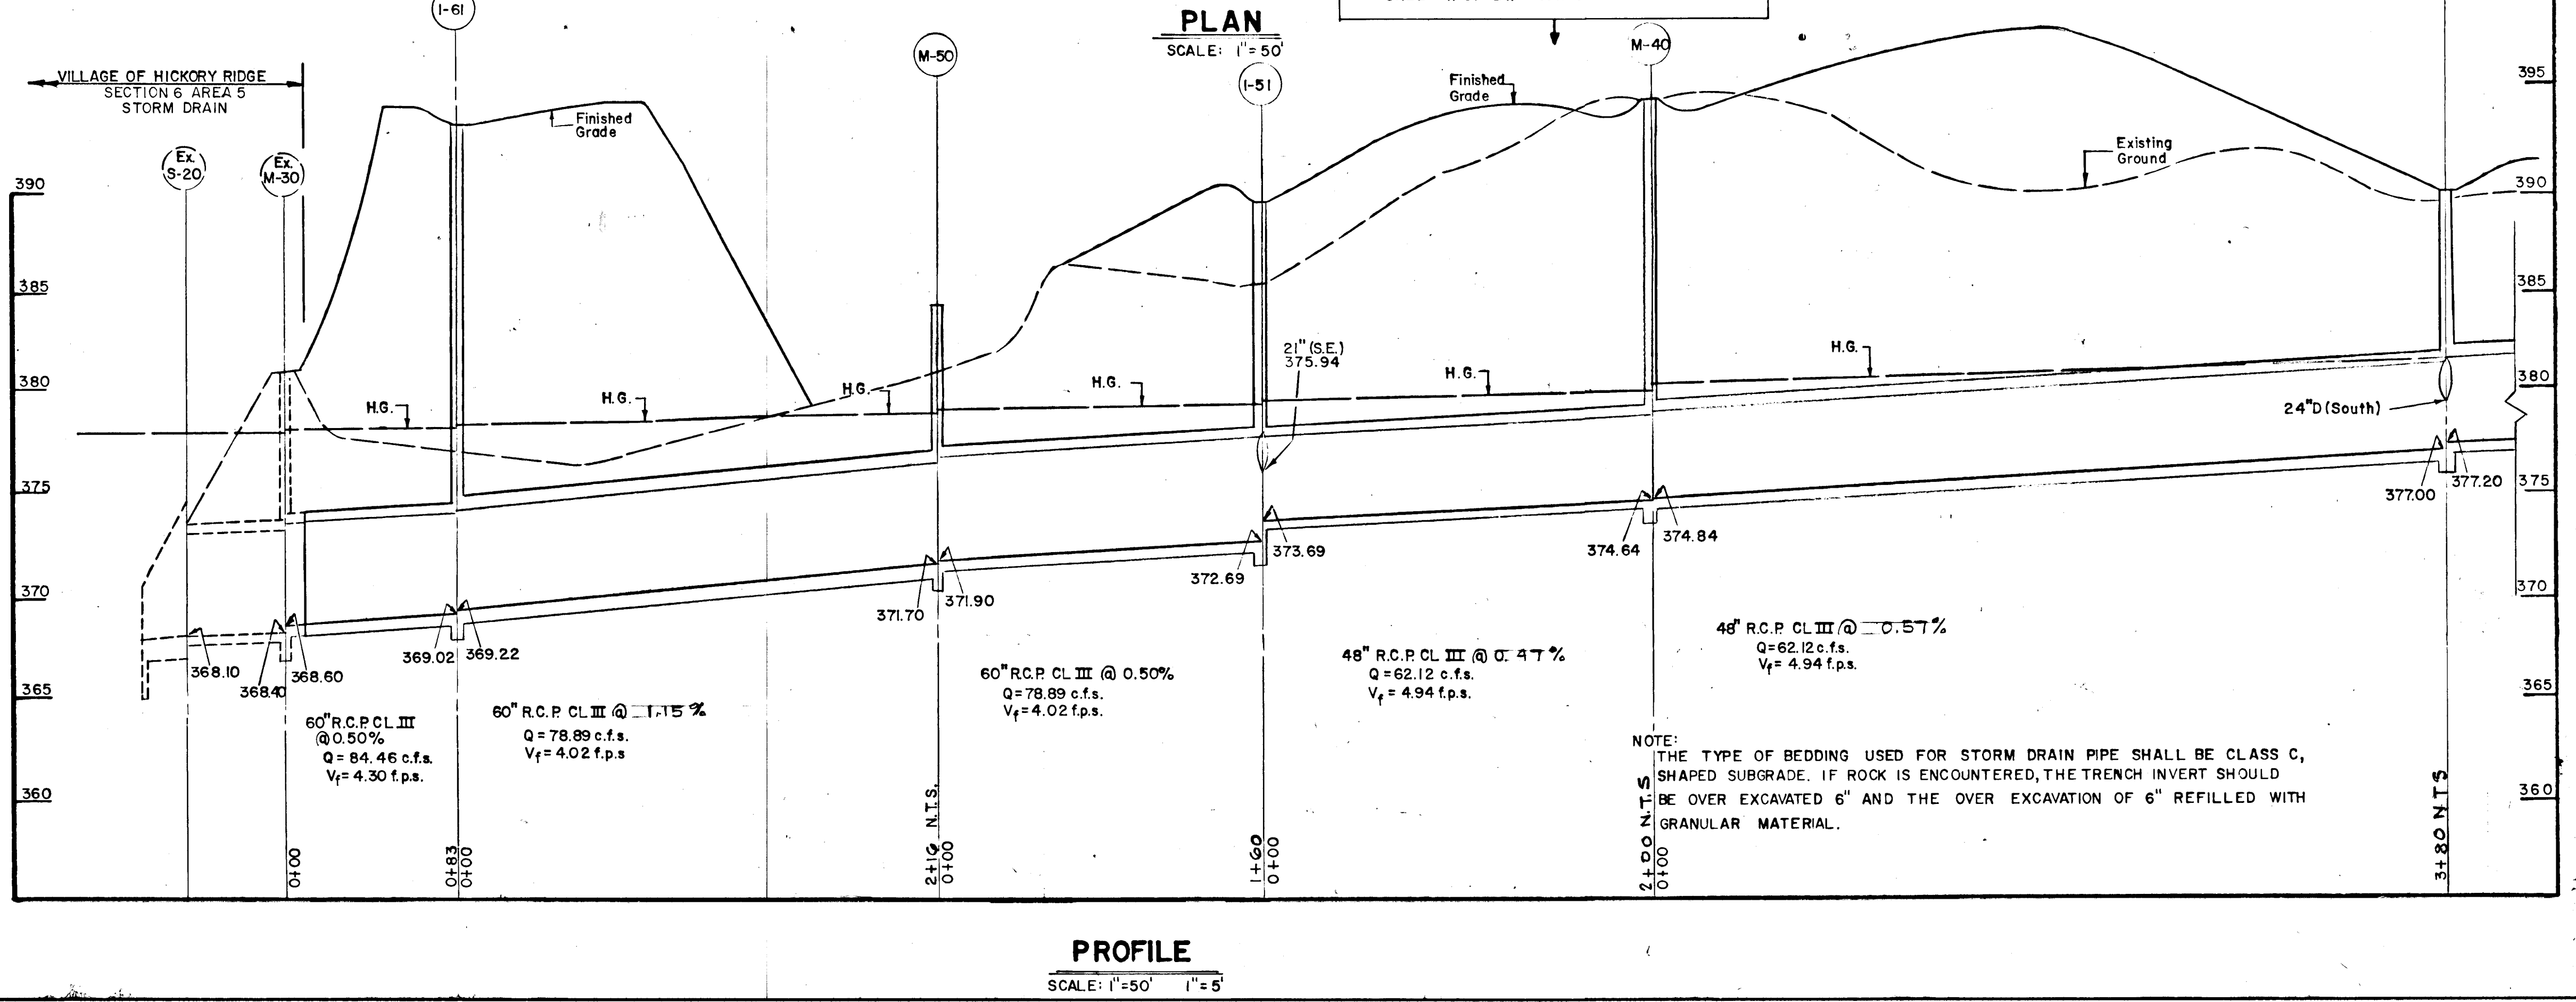 I-61
PLAN
SCALE: 1"=50'
M-50
I-51
M-40
VILLAGE OF HICKORY RIDGE
SECTION 6 AREA 5
STORM DRAIN
Ex.
S-20
Ex.
M-30
Finished
Grade
Finished
Grade
Existing
Ground
395
390
385
380
375
370
365
360
390
385
380
375
370
365
360
H.G.
H.G.
H.G.
H.G.
H.G.
H.G.
21" (S.E.)
375.94
24"D (South)
368.10
368.40
368.60
369.02
369.22
371.70
371.90
372.69
373.69
374.64
374.84
377.00
377.20
60" R.C.P. CL III
@ 0.50%
Q = 84.46 c.f.s.
Vf = 4.30 f.p.s.
60" R.C.P. CL III @ 1.15%
Q = 78.89 c.f.s.
Vf = 4.02 f.p.s
60" R.C.P. CL III @ 0.50%
Q = 78.89 c.f.s.
Vf = 4.02 f.p.s.
48" R.C.P. CL III @ 0.47%
Q = 62.12 c.f.s.
Vf = 4.94 f.p.s.
48" R.C.P. CL III @ 0.57%
Q = 62.12 c.f.s.
Vf = 4.94 f.p.s.
NOTE:
THE TYPE OF BEDDING USED FOR STORM DRAIN PIPE SHALL BE CLASS C,
SHAPED SUBGRADE. IF ROCK IS ENCOUNTERED, THE TRENCH INVERT SHOULD
BE OVER EXCAVATED 6" AND THE OVER EXCAVATION OF 6" REFILLED WITH
GRANULAR MATERIAL.
0+00
0+83
0+00
2+16 N.T.S.
0+00
1+60
0+00
2+00 N.T.S
0+00
3+80 N T S
PROFILE
SCALE: 1"=50' 1"=5'